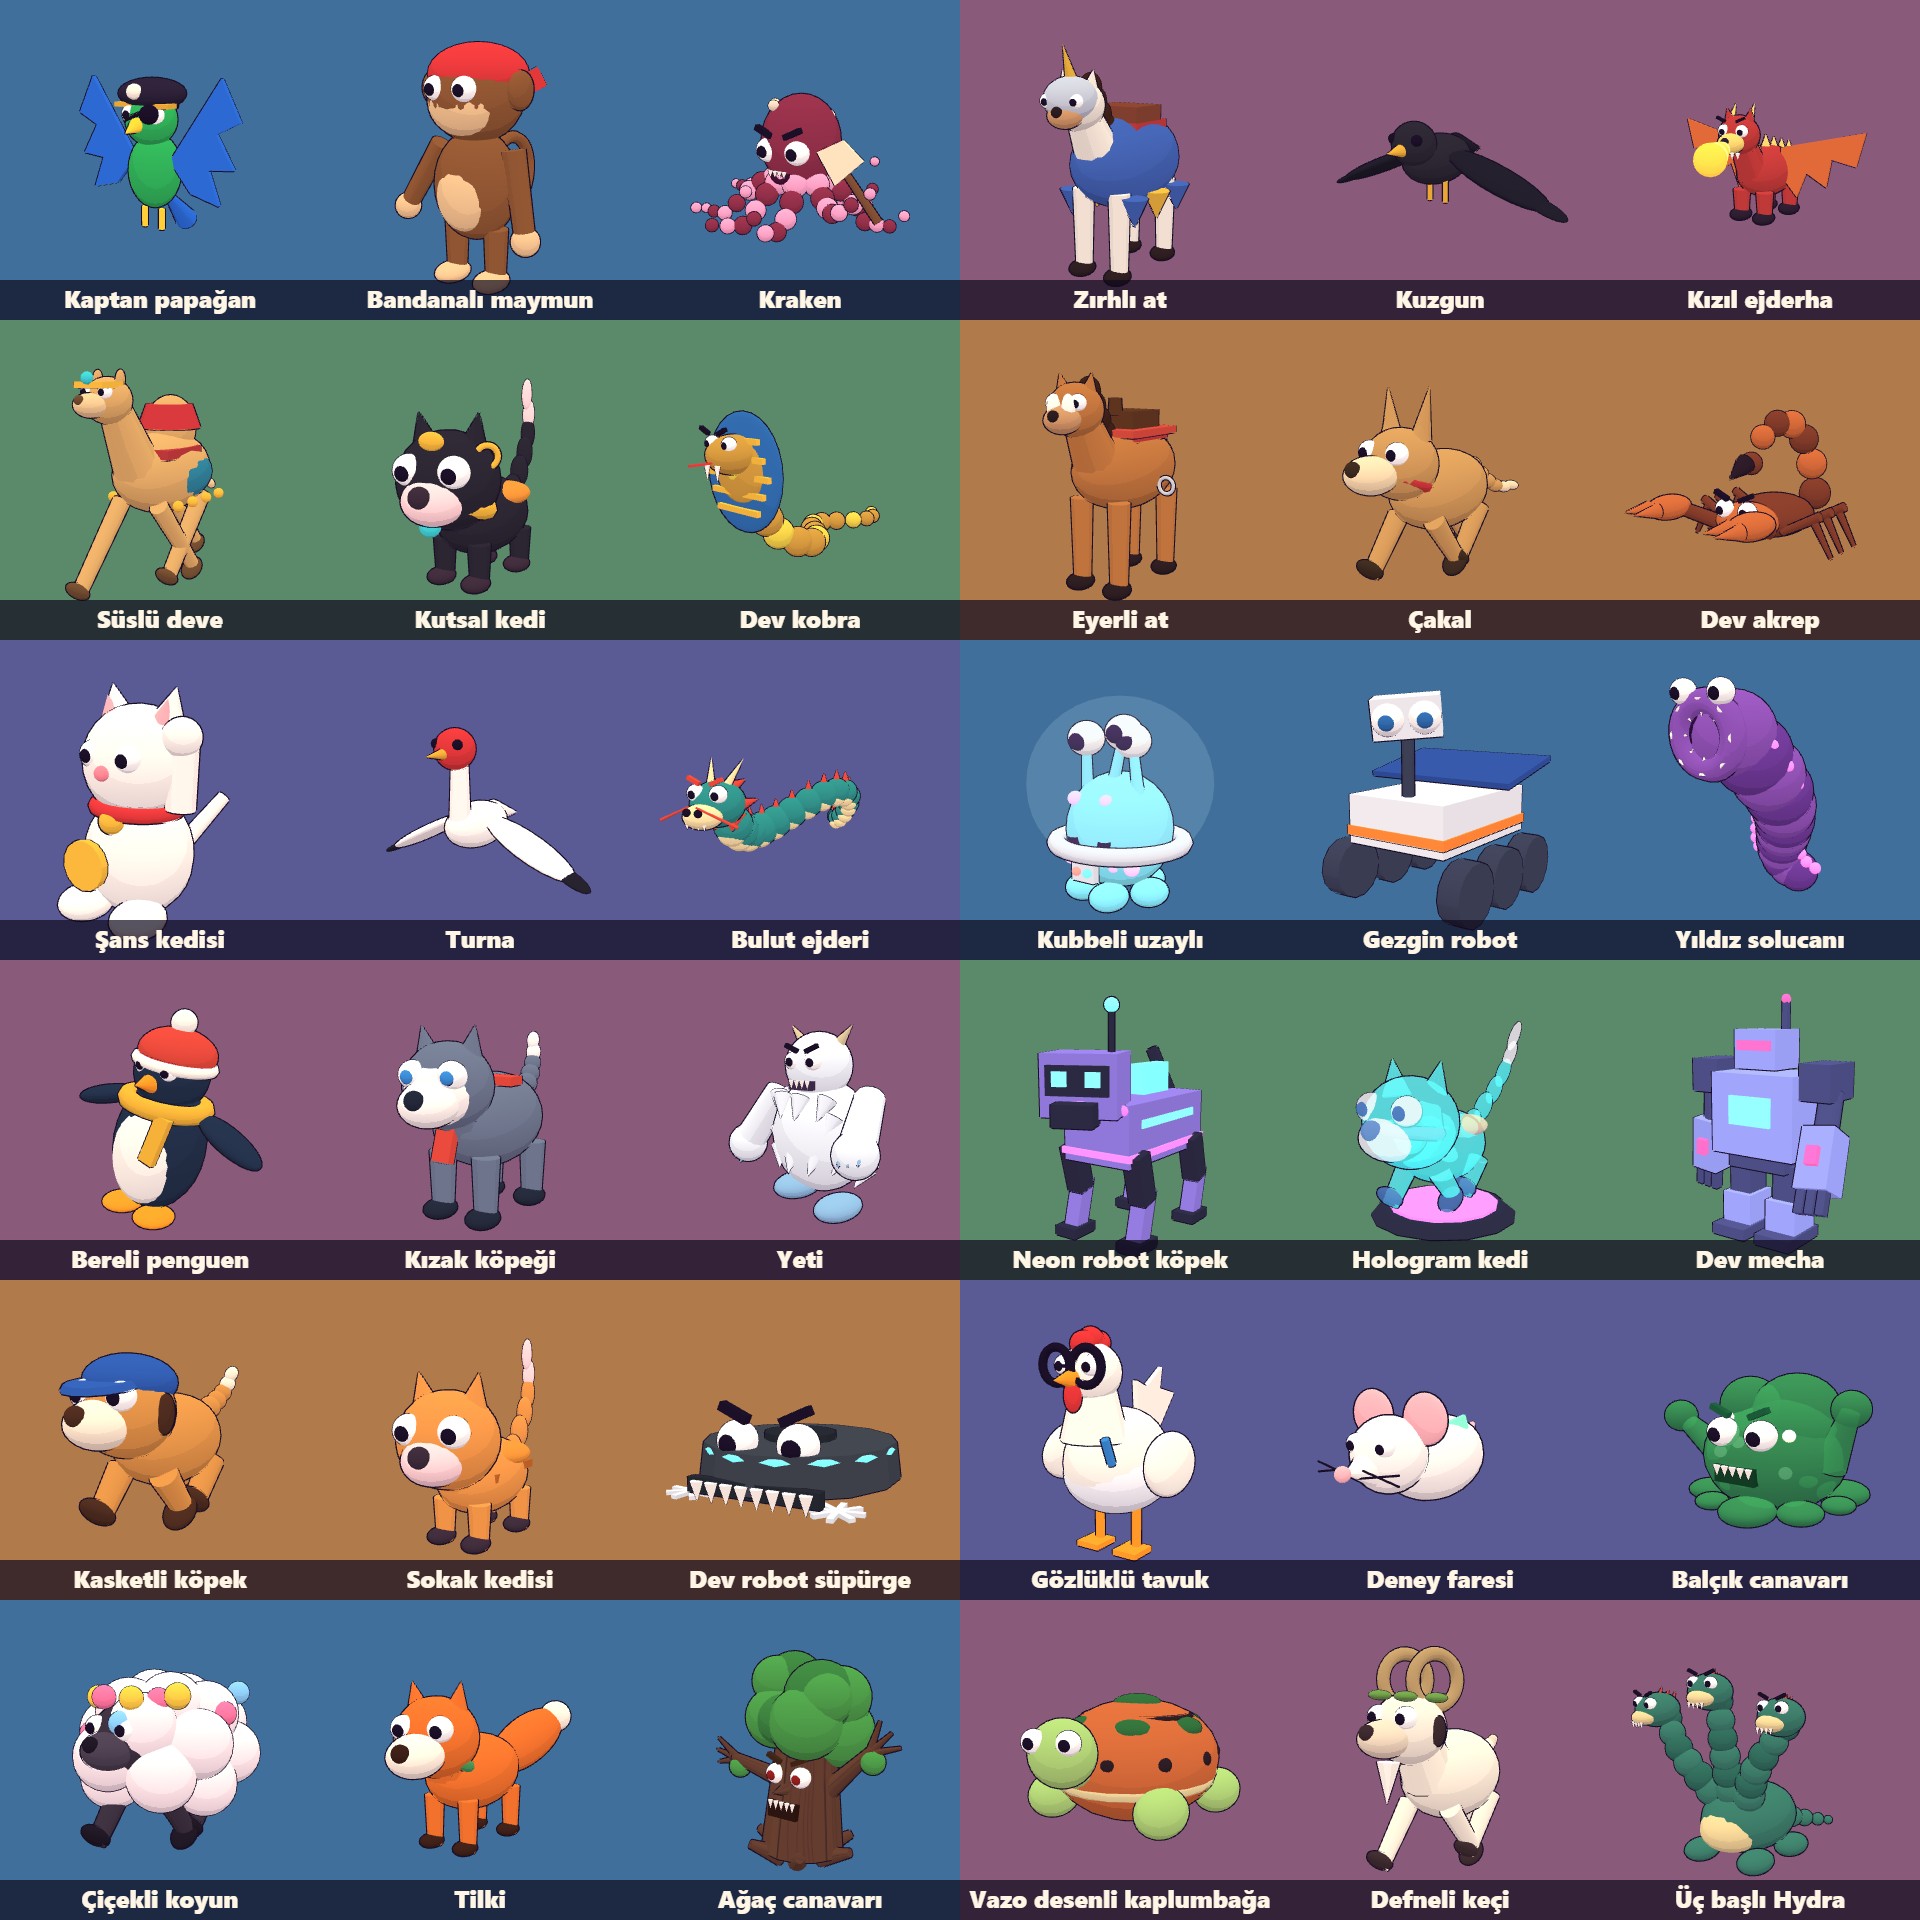 Kaptan papağan
Bandanalı maymun
Kraken
Zırhlı at
Kuzgun
Kızıl ejderha
Süslü deve
Kutsal kedi
Dev kobra
Eyerli at
Çakal
Dev akrep
Şans kedisi
Turna
Bulut ejderi
Kubbeli uzaylı
Gezgin robot
Yıldız solucanı
Bereli penguen
Kızak köpeği
Yeti
Neon robot köpek
Hologram kedi
Dev mecha
Kasketli köpek
Sokak kedisi
Dev robot süpürge
Gözlüklü tavuk
Deney faresi
Balçık canavarı
Çiçekli koyun
Tilki
Ağaç canavarı
Vazo desenli kaplumbağa
Defneli keçi
Üç başlı Hydra